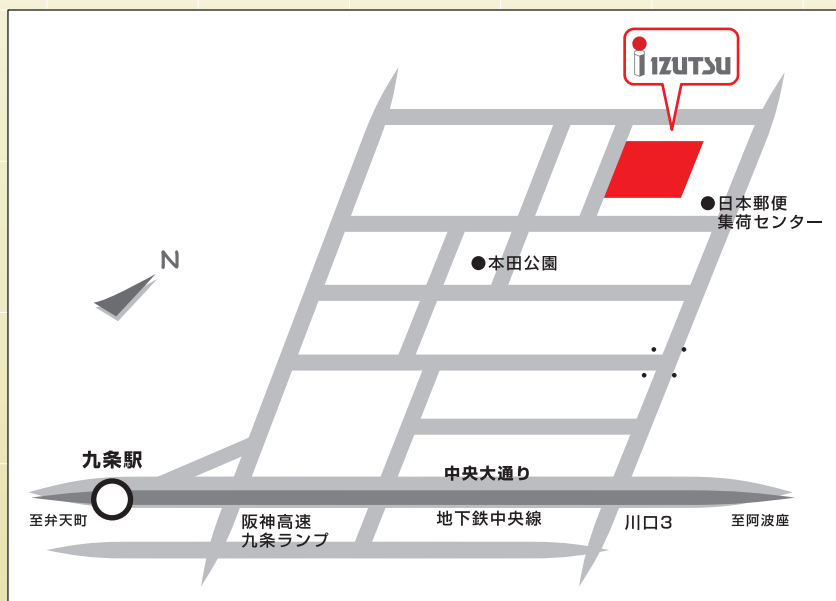 IZUTSU
日本郵便
集荷センター
本田公園
N
九条駅
中央大通り
至弁天町
阪神高速
九条ランプ
地下鉄中央線
川口3
至阿波座